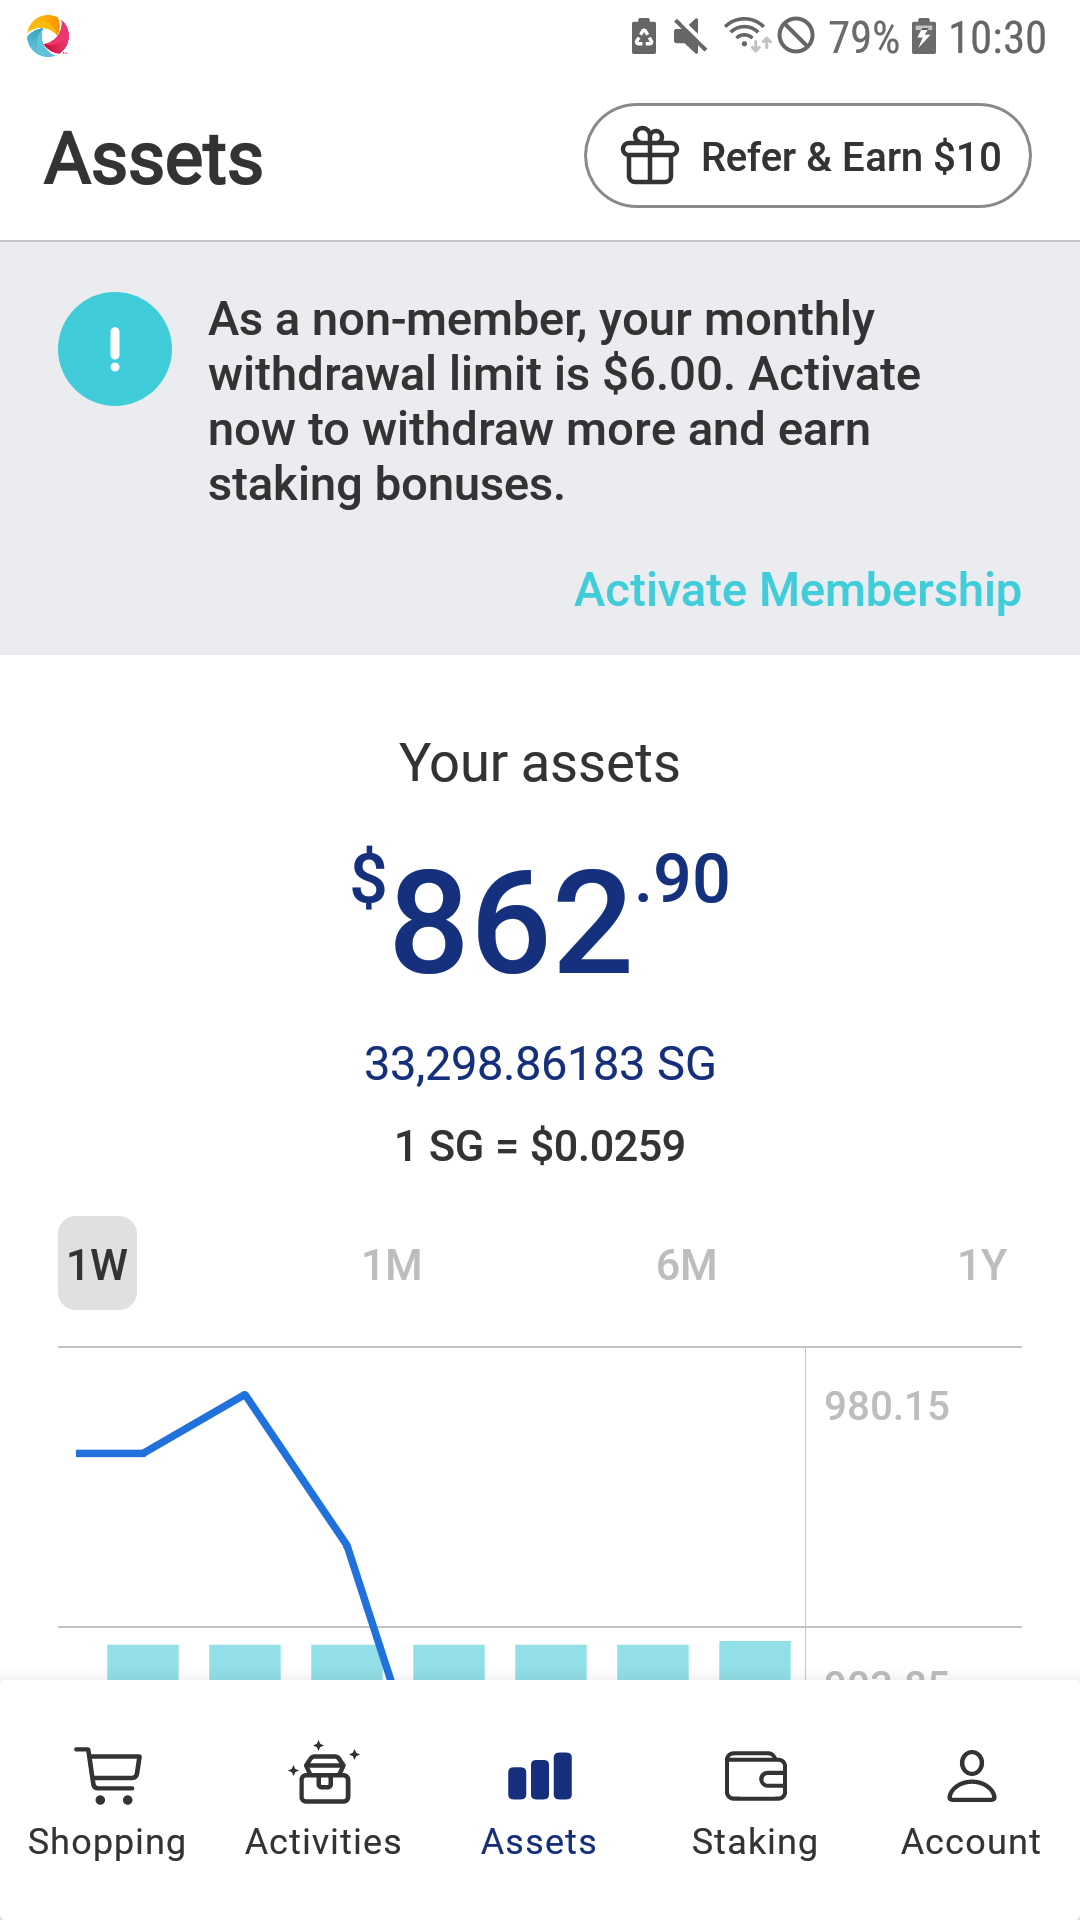 79% 10:30
Assets
Refer & Earn $10
As a non-member, your monthly
withdrawal limit is $6.00. Activate
now to withdraw more and earn
staking bonuses.
Activate Membership
Your assets
$862.90
33,298.86183 SG
1 SG = $0.0259
1W 1M 6M 1Y
980.15
Shopping Activities Assets Staking Account